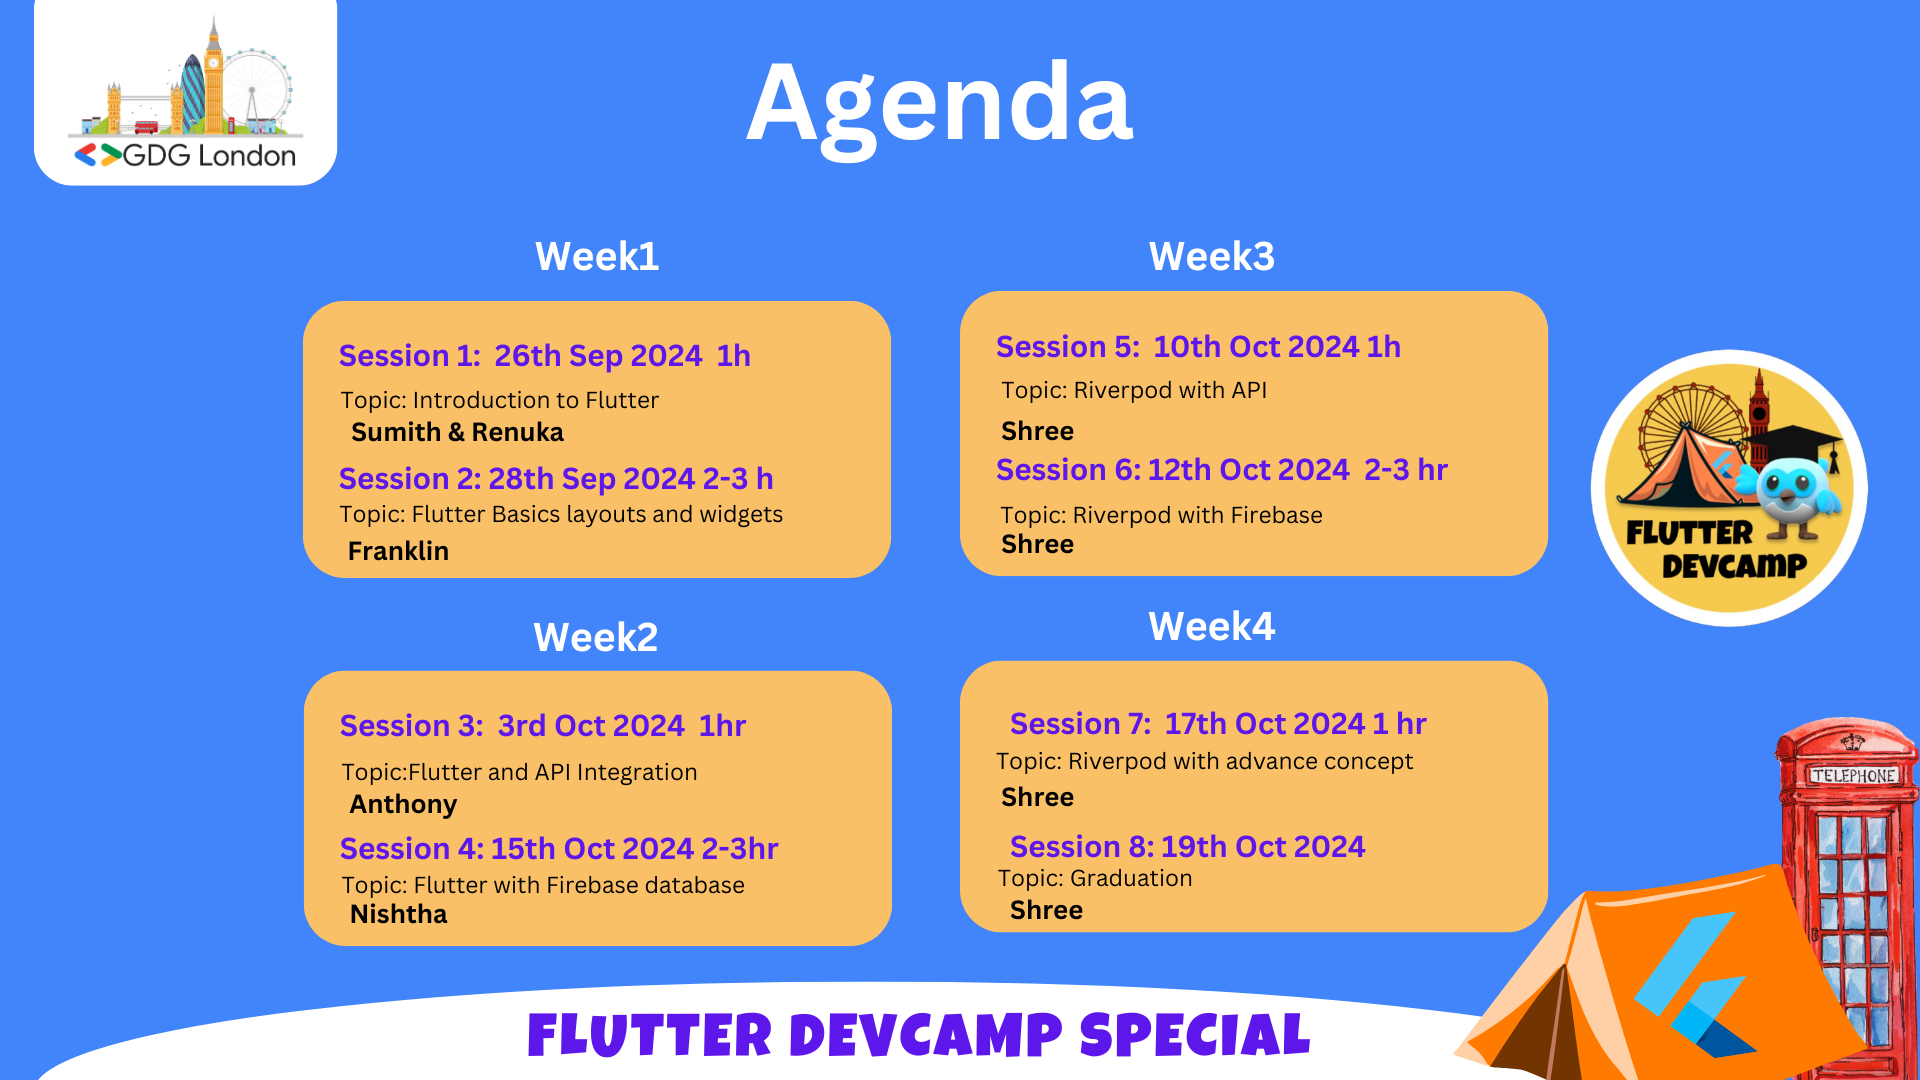 GDG London
Agenda
Week1
Session 1: 26th Sep 2024 1h
Topic: Introduction to Flutter
Sumith & Renuka
Session 2: 28th Sep 2024 2-3 h
Topic: Flutter Basics layouts and widgets
Franklin
Week2
Session 3: 3rd Oct 2024 1hr
Topic:Flutter and API Integration
Anthony
Session 4: 15th Oct 2024 2-3hr
Topic: Flutter with Firebase database
Nishtha
Week3
Session 5: 10th Oct 2024 1h
Topic: Riverpod with API
Shree
Session 6: 12th Oct 2024 2-3 hr
Topic: Riverpod with Firebase
Shree
Week4
Session 7: 17th Oct 2024 1 hr
Topic: Riverpod with advance concept
Shree
Session 8: 19th Oct 2024
Topic: Graduation
Shree
FLUTTER
DEVCAMP
TELEPHONE
FLUTTER DEVCAMP SPECIAL